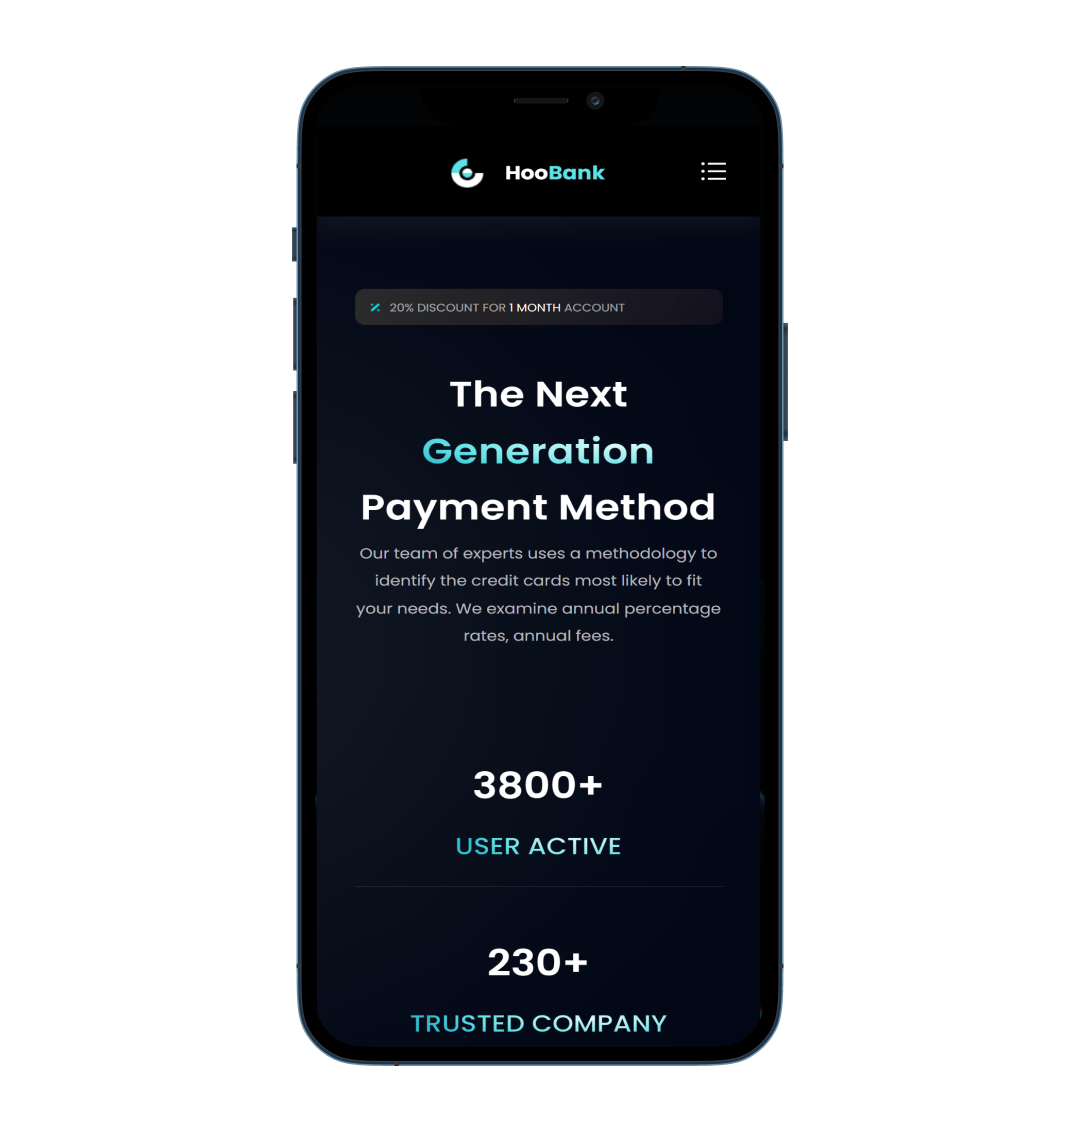 HooBank
20% DISCOUNT FOR 1 MONTH ACCOUNT
The Next
Generation
Payment Method
Our team of experts uses a methodology to
identify the credit cards most likely to fit
your needs. We examine annual percentage
rates, annual fees.
3800+
USER ACTIVE
230+
TRUSTED COMPANY